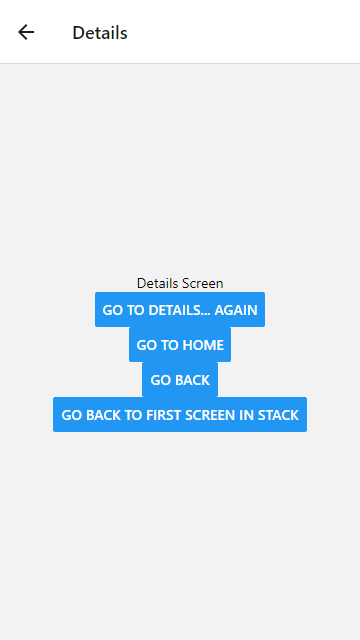 Details
Details Screen
GO TO DETAILS... AGAIN
GO TO HOME
GO BACK
GO BACK TO FIRST SCREEN IN STACK